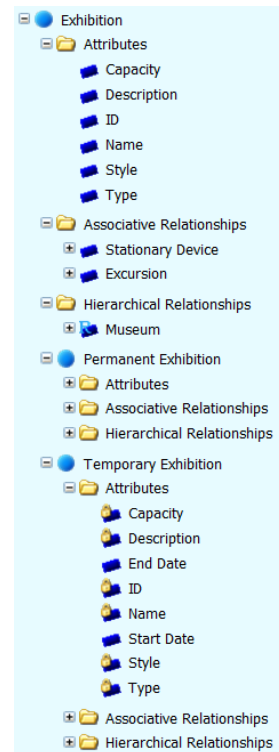 Exhibition
Attributes
Capacity
Description
ID
Name
Style
Type
Associative Relationships
Stationary Device
Excursion
Hierarchical Relationships
Museum
Permanent Exhibition
Attributes
Associative Relationships
Hierarchical Relationships
Temporary Exhibition
Attributes
Capacity
Description
End Date
ID
Name
Start Date
Style
Type
Associative Relationships
Hierarchical Relationships